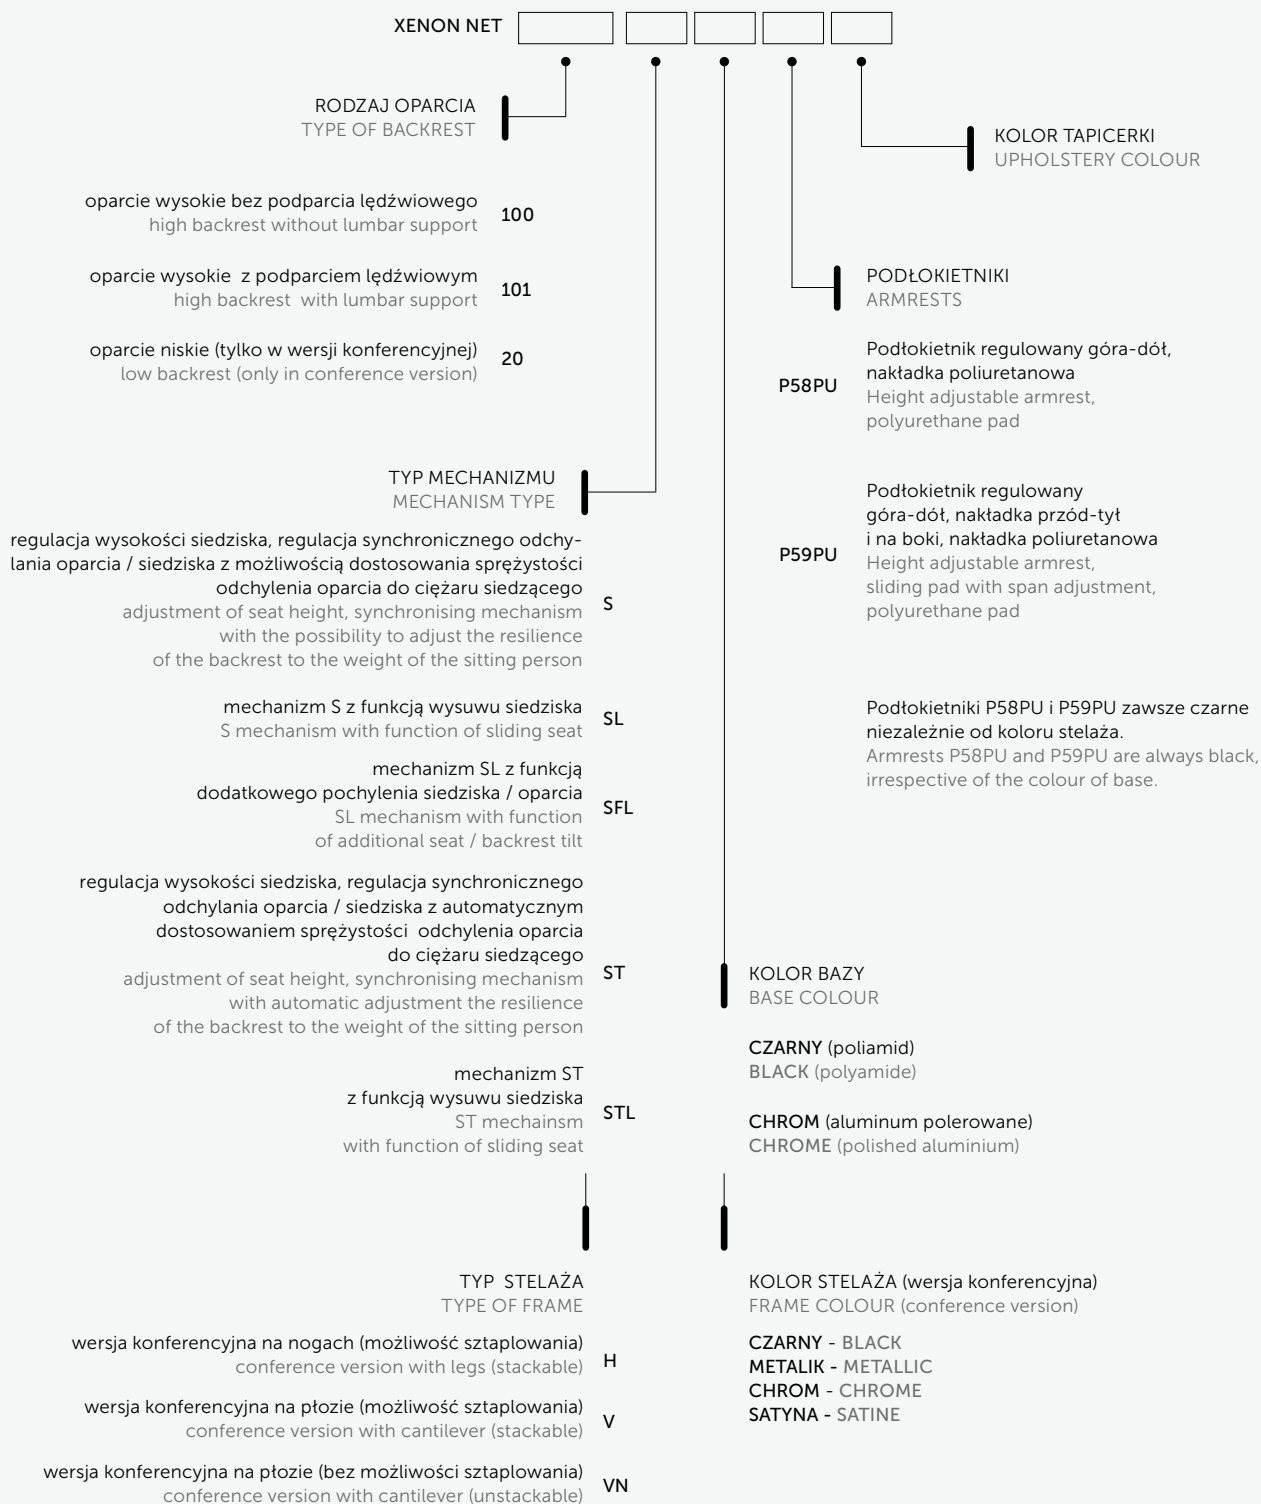 XENON NET
RODZAJ OPARCIA
TYPE OF BACKREST
oparcie wysokie bez podparcia lędźwiowego
high backrest without lumbar support
100
oparcie wysokie z podparciem lędźwiowym
high backrest with lumbar support
101
oparcie niskie (tylko w wersji konferencyjnej)
low backrest (only in conference version)
20
TYP MECHANIZMU
MECHANISM TYPE
regulacja wysokości siedziska, regulacja synchronicznego odchy-
lania oparcia / siedziska z możliwością dostosowania sprężystości
odchylenia oparcia do ciężaru siedzącego
adjustment of seat height, synchronising mechanism
with the possibility to adjust the resilience
of the backrest to the weight of the sitting person
S
mechanizm S z funkcją wysuwu siedziska
S mechanism with function of sliding seat
SL
mechanizm SL z funkcją
dodatkowego pochylenia siedziska / oparcia
SL mechanism with function
of additional seat / backrest tilt
SFL
regulacja wysokości siedziska, regulacja synchronicznego
odchylania oparcia / siedziska z automatycznym
dostosowaniem sprężystości odchylenia oparcia
do ciężaru siedzącego
adjustment of seat height, synchronising mechanism
with automatic adjustment the resilience
of the backrest to the weight of the sitting person
ST
mechanizm ST
z funkcją wysuwu siedziska
ST mechainsm
with function of sliding seat
STL
TYP STELAŻA
TYPE OF FRAME
wersja konferencyjna na nogach (możliwość sztaplowania)
conference version with legs (stackable)
H
wersja konferencyjna na płozie (możliwość sztaplowania)
conference version with cantilever (stackable)
V
wersja konferencyjna na płozie (bez możliwości sztaplowania)
conference version with cantilever (unstackable)
VN
KOLOR TAPICERKI
UPHOLSTERY COLOUR
PODŁOKIETNIKI
ARMRESTS
P58PU
Podłokietnik regulowany góra-dół,
nakładka poliuretanowa
Height adjustable armrest,
polyurethane pad
P59PU
Podłokietnik regulowany
góra-dół, nakładka przód-tył
i na boki, nakładka poliuretanowa
Height adjustable armrest,
sliding pad with span adjustment,
polyurethane pad
Podłokietniki P58PU i P59PU zawsze czarne
niezależnie od koloru stelaża.
Armrests P58PU and P59PU are always black,
irrespective of the colour of base.
KOLOR BAZY
BASE COLOUR
CZARNY (poliamid)
BLACK (polyamide)
CHROM (aluminum polerowane)
CHROME (polished aluminium)
KOLOR STELAŻA (wersja konferencyjna)
FRAME COLOUR (conference version)
CZARNY - BLACK
METALIK - METALLIC
CHROM - CHROME
SATYNA - SATINE